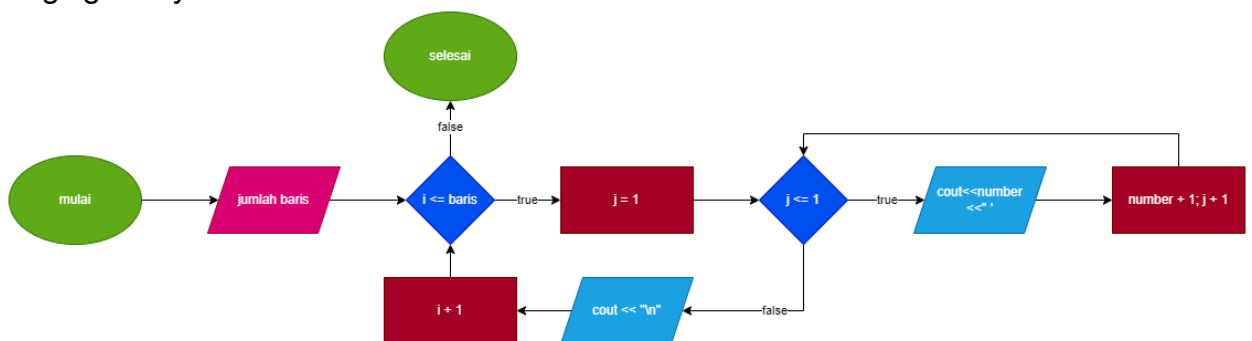 selesai
false
mulai
jumlah baris
i <= baris
true
j = 1
j <= 1
true
cout<<number
<<" '
number + 1; j + 1
i + 1
cout << "\n"
false